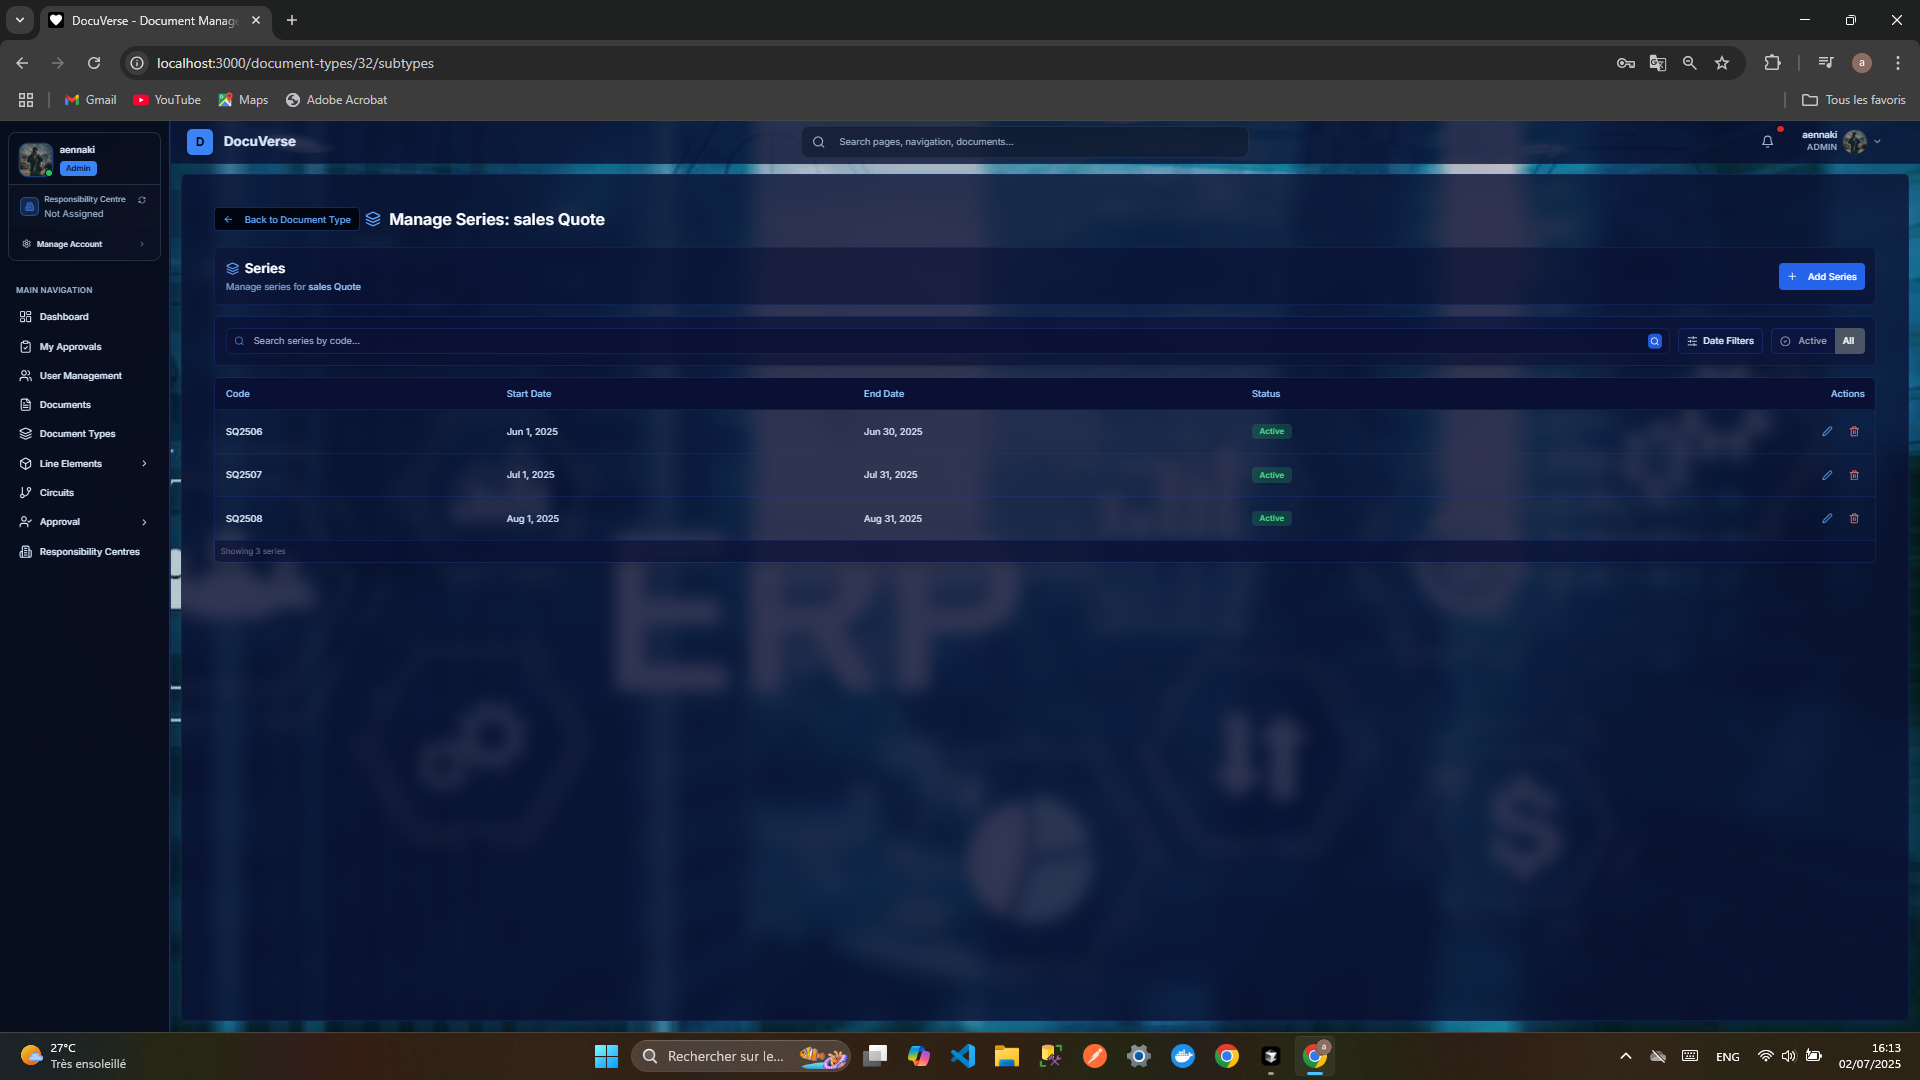 DocuVerse - Document Manag
localhost:3000/document-types/32/subtypes
a
Gmail
YouTube
Maps
Adobe Acrobat
Tous les favoris
aennaki
Admin
Responsibility Centre
Not Assigned
Manage Account
MAIN NAVIGATION
Dashboard
My Approvals
User Management
Documents
Document Types
Line Elements
Circuits
Approval
Responsibility Centres
D
DocuVerse
Search pages, navigation, documents...
aennaki
ADMIN
Back to Document Type
Manage Series: sales Quote
Series
Manage series for sales Quote
Add Series
Search series by code...
Date Filters
Active
All
Code Start Date End Date Status Actions
SQ2506 Jun 1, 2025 Jun 30, 2025 Active
SQ2507 Jul 1, 2025 Jul 31, 2025 Active
SQ2508 Aug 1, 2025 Aug 31, 2025 Active
Showing 3 series
ERP
$
27°C
Très ensoleillé
Rechercher sur le...
a
ENG
16:13
02/07/2025